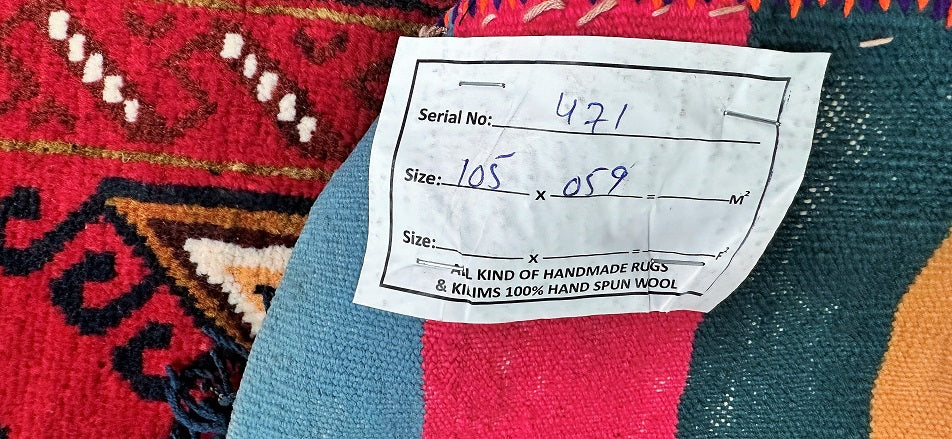 Serial No: 471
Size: 105 x 059 = M²
Size: x = F²
ALL KIND OF HANDMADE RUGS
& KILIMS 100% HAND SPUN WOOL